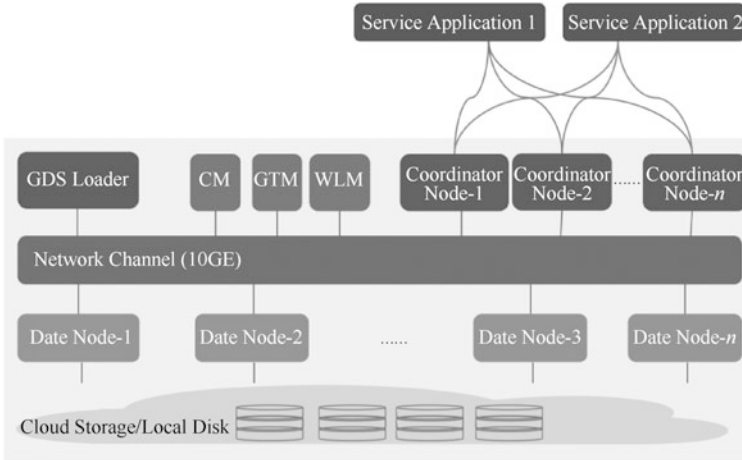 Service Application 1
Service Application 2
GDS Loader
CM
GTM
WLM
Coordinator
Node-1
Coordinator
Node-2
......
Coordinator
Node-n
Network Channel (10GE)
Date Node-1
Date Node-2
......
Date Node-3
Date Node-n
Cloud Storage/Local Disk